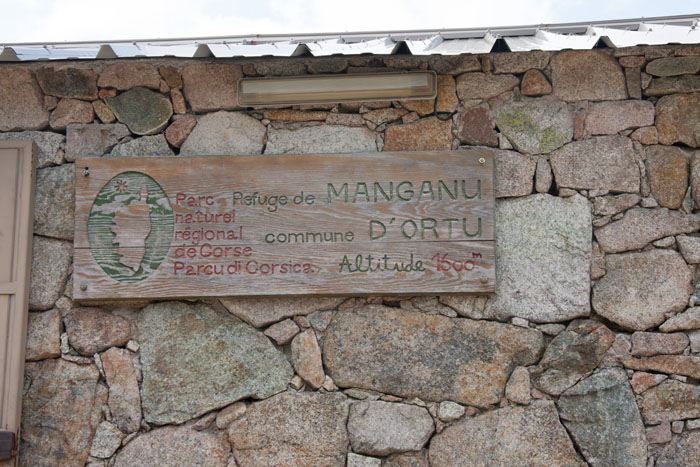 Parc
naturel
régional
de Corse
Parcu di Corsica
Refuge de MANGANU
commune D'ORTU
Altitude 1600m